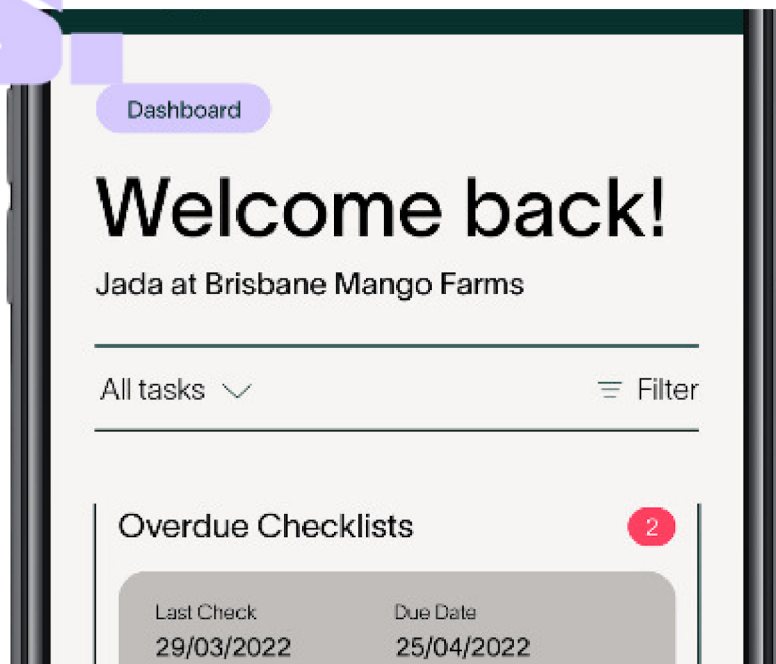 s.
Dashboard
Welcome back!
Jada at Brisbane Mango Farms
All tasks
Filter
Overdue Checklists
2
Last Check
Due Date
29/03/2022
25/04/2022